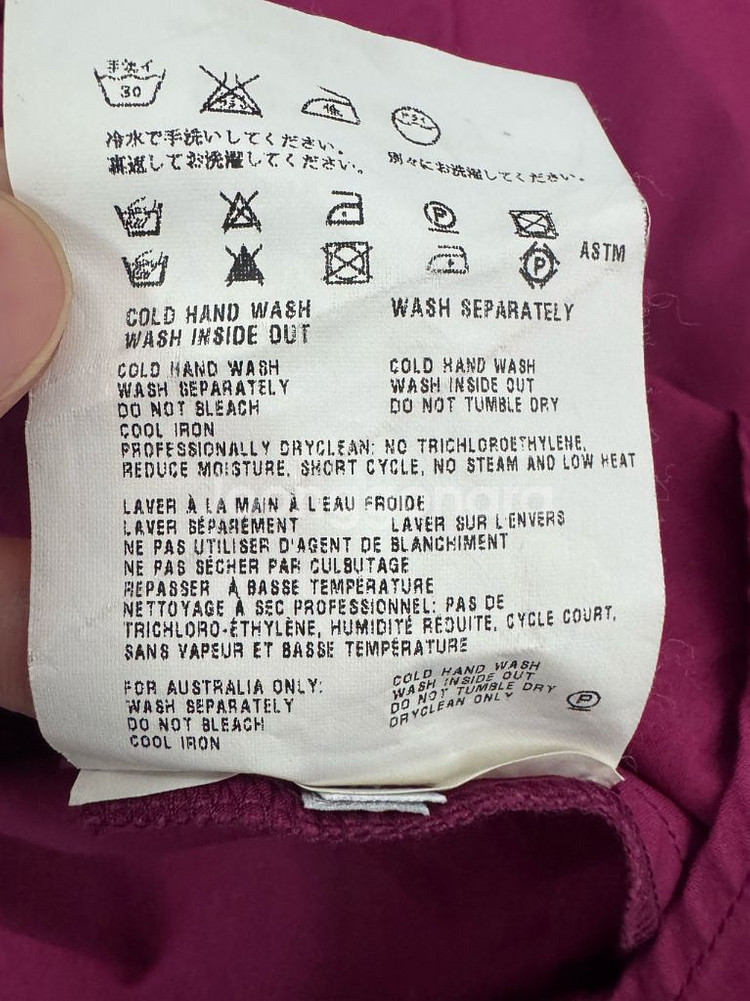 手洗イ
30
冷水で手洗いしてください。
裏返してお洗濯してください。 別々にお洗濯してください。
P
P ASTM
COLD HAND WASH WASH SEPARATELY
WASH INSIDE OUT
COLD HAND WASH COLD HAND WASH
WASH SEPARATELY WASH INSIDE OUT
DO NOT BLEACH DO NOT TUMBLE DRY
COOL IRON
PROFESSIONALLY DRYCLEAN: NO TRICHLOROETHYLENE,
REDUCE MOISTURE, SHORT CYCLE, NO STEAM AND LOW HEAT
LAVER À LA MAIN À L'EAU FROIDE
LAVER SÉPARÉMENT LAVER SUR L'ENVERS
NE PAS UTILISER D'AGENT DE BLANCHIMENT
NE PAS SÉCHER PAR CULBUTAGE
REPASSER À BASSE TEMPÉRATURE
NETTOYAGE À SEC PROFESSIONNEL: PAS DE
TRICHLORO-ÉTHYLÈNE, HUMIDITÉ RÉDUITE, CYCLE COURT,
SANS VAPEUR ET BASSE TEMPÉRATURE
FOR AUSTRALIA ONLY: COLD HAND WASH
WASH SEPARATELY WASH INSIDE OUT
DO NOT BLEACH DO NOT TUMBLE DRY P
COOL IRON DRYCLEAN ONLY